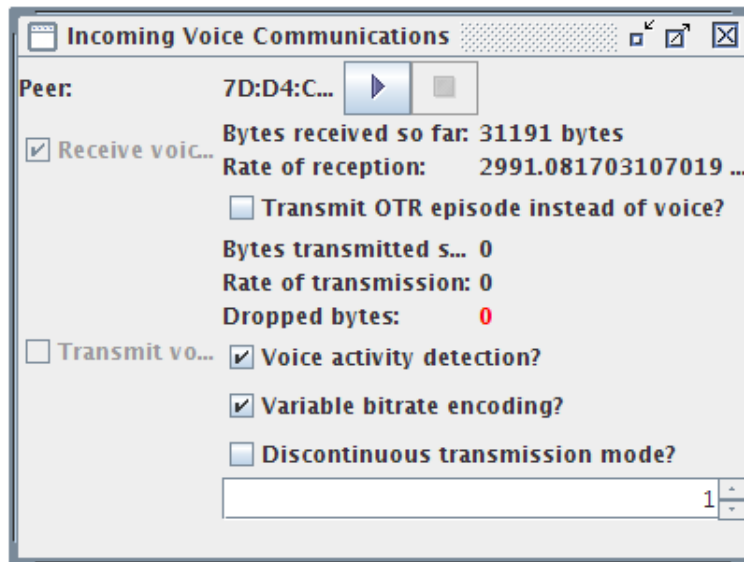 Incoming Voice Communications
Peer: 7D:D4:C...
Receive voic... Bytes received so far: 31191 bytes
Rate of reception: 2991.081703107019 ...
Transmit OTR episode instead of voice?
Bytes transmitted s... 0
Rate of transmission: 0
Dropped bytes: 0
Transmit vo... Voice activity detection?
Variable bitrate encoding?
Discontinuous transmission mode?
1